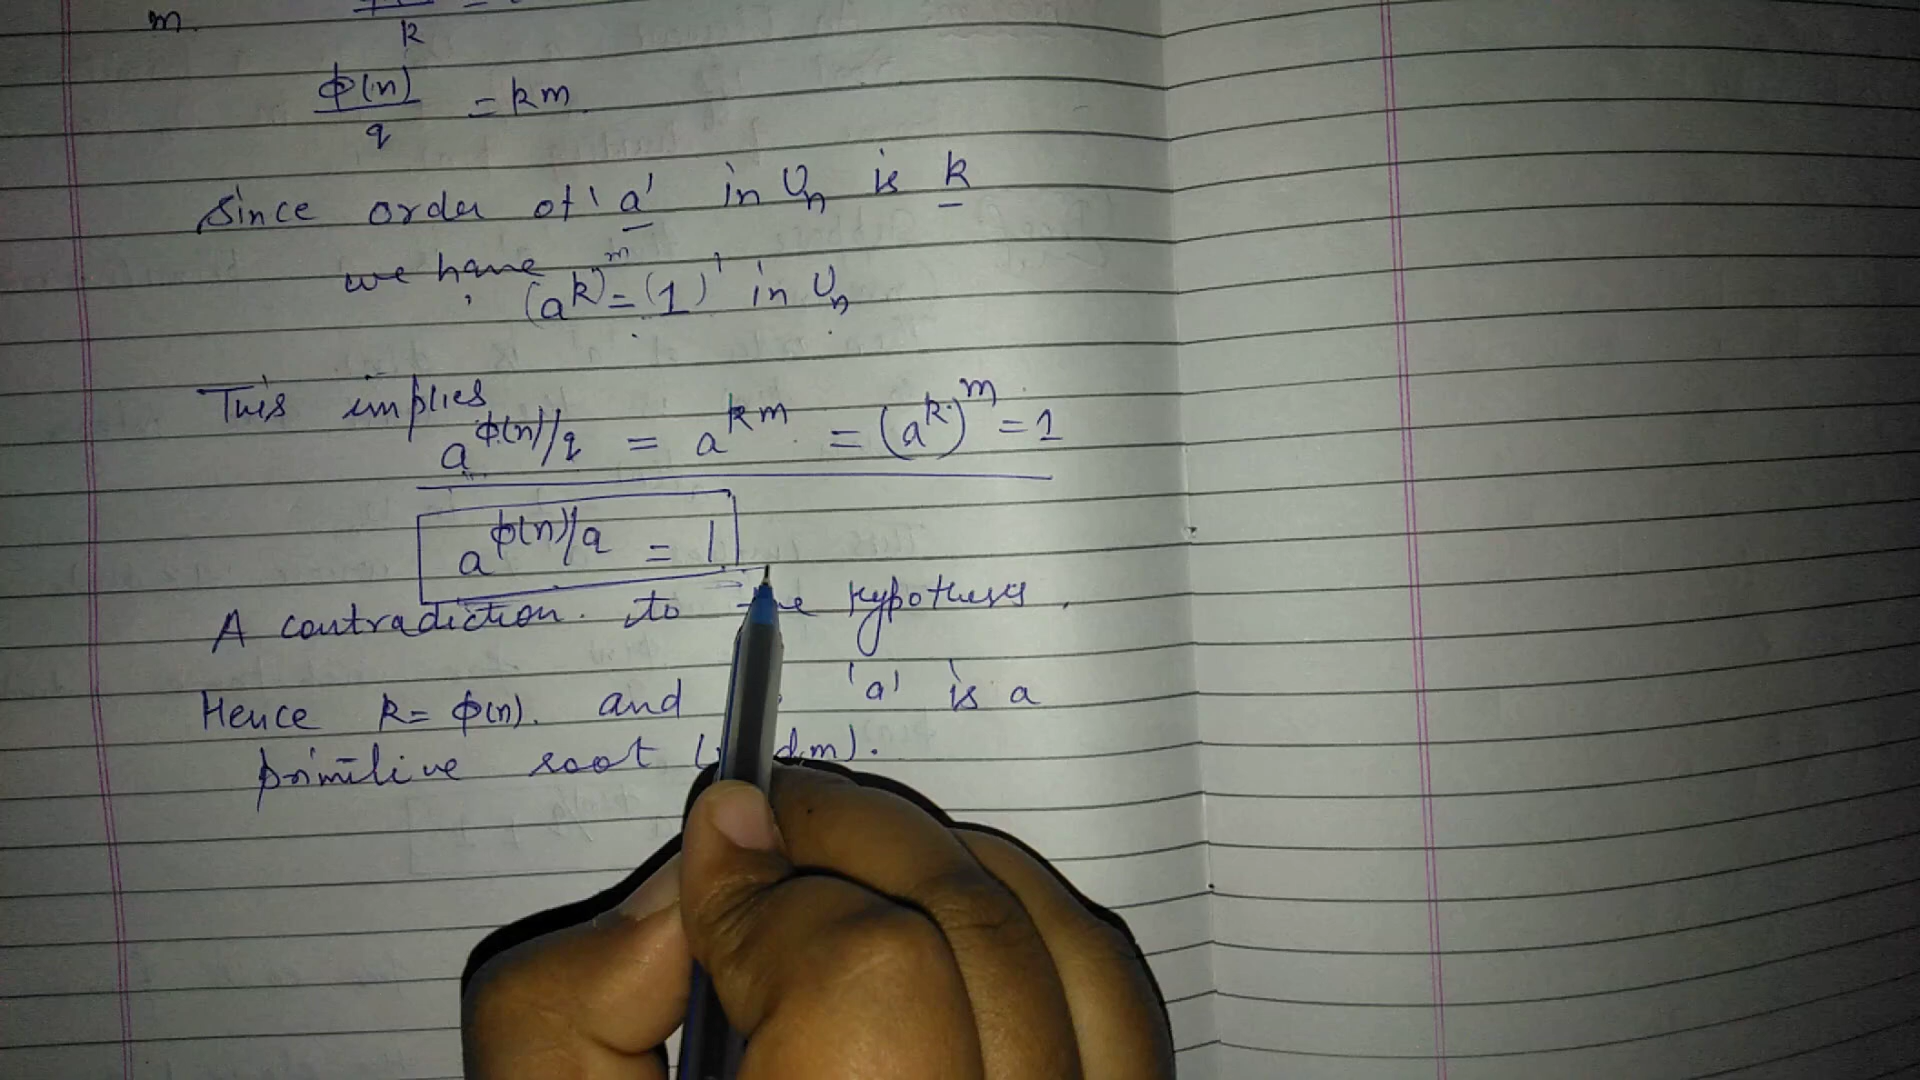 m.
k
φ(n)/q = km.
Since order of 'a' in Un is k
we have, (a^k)^m = (1)' in Un
This implies
a^φ(n)/q = a^km = (a^k)^m = 1
a^φ(n)/q = 1
A contradiction. to the hypothesis.
Hence k = φ(n). and 'a' is a
primitive root (